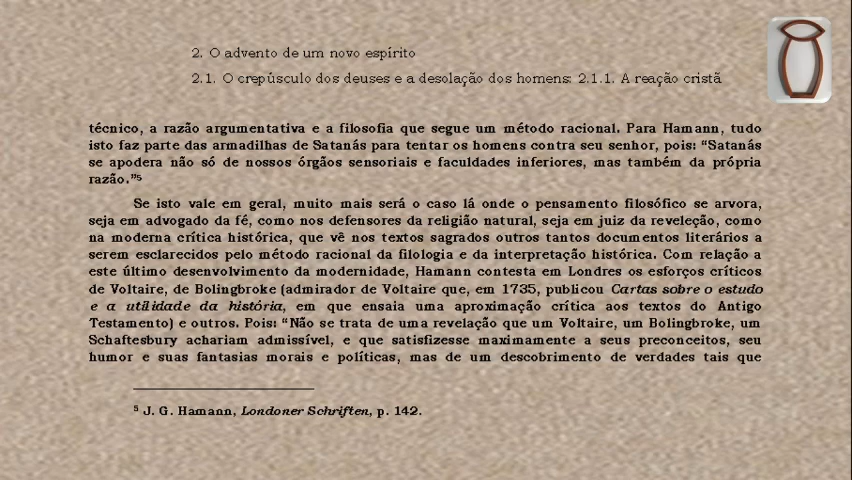 2. O advento de um novo espírito
2.1. O crepúsculo dos deuses e a desolação dos homens: 2.1.1. A reação cristã
técnico, a razão argumentativa e a filosofia que segue um método racional. Para Hamann, tudo
isto faz parte das armadilhas de Satanás para tentar os homens contra seu senhor, pois: “Satanás
se apodera não só de nossos órgãos sensoriais e faculdades inferiores, mas também da própria
razão.”⁵
Se isto vale em geral, muito mais será o caso lá onde o pensamento filosófico se arvora,
seja em advogado da fé, como nos defensores da religião natural, seja em juiz da reveleção, como
na moderna crítica histórica, que vê nos textos sagrados outros tantos documentos literários a
serem esclarecidos pelo método racional da filologia e da interpretação histórica. Com relação a
este último desenvolvimento da modernidade, Hamann contesta em Londres os esforços críticos
de Voltaire, de Bolingbroke (admirador de Voltaire que, em 1735, publicou Cartas sobre o estudo
e a utilidade da história, em que ensaia uma aproximação crítica aos textos do Antigo
Testamento) e outros. Pois: “Não se trata de uma revelação que um Voltaire, um Bolingbroke, um
Schaftesbury achariam admissível, e que satisfizesse maximamente a seus preconceitos, seu
humor e suas fantasias morais e políticas, mas de um descobrimento de verdades tais que
⁵ J. G. Hamann, Londoner Schriften, p. 142.